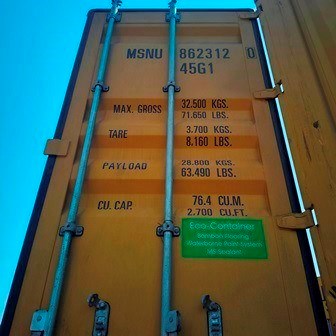 MSNU 862312 0
45G1
MAX. GROSS 32.500 KGS.
71.650 LBS.
TARE 3.700 KGS.
8.160 LBS.
PAYLOAD 28.800 KGS.
63.490 LBS.
CU. CAP. 76.4 CU.M.
2.700 CU.FT.
Eco Container